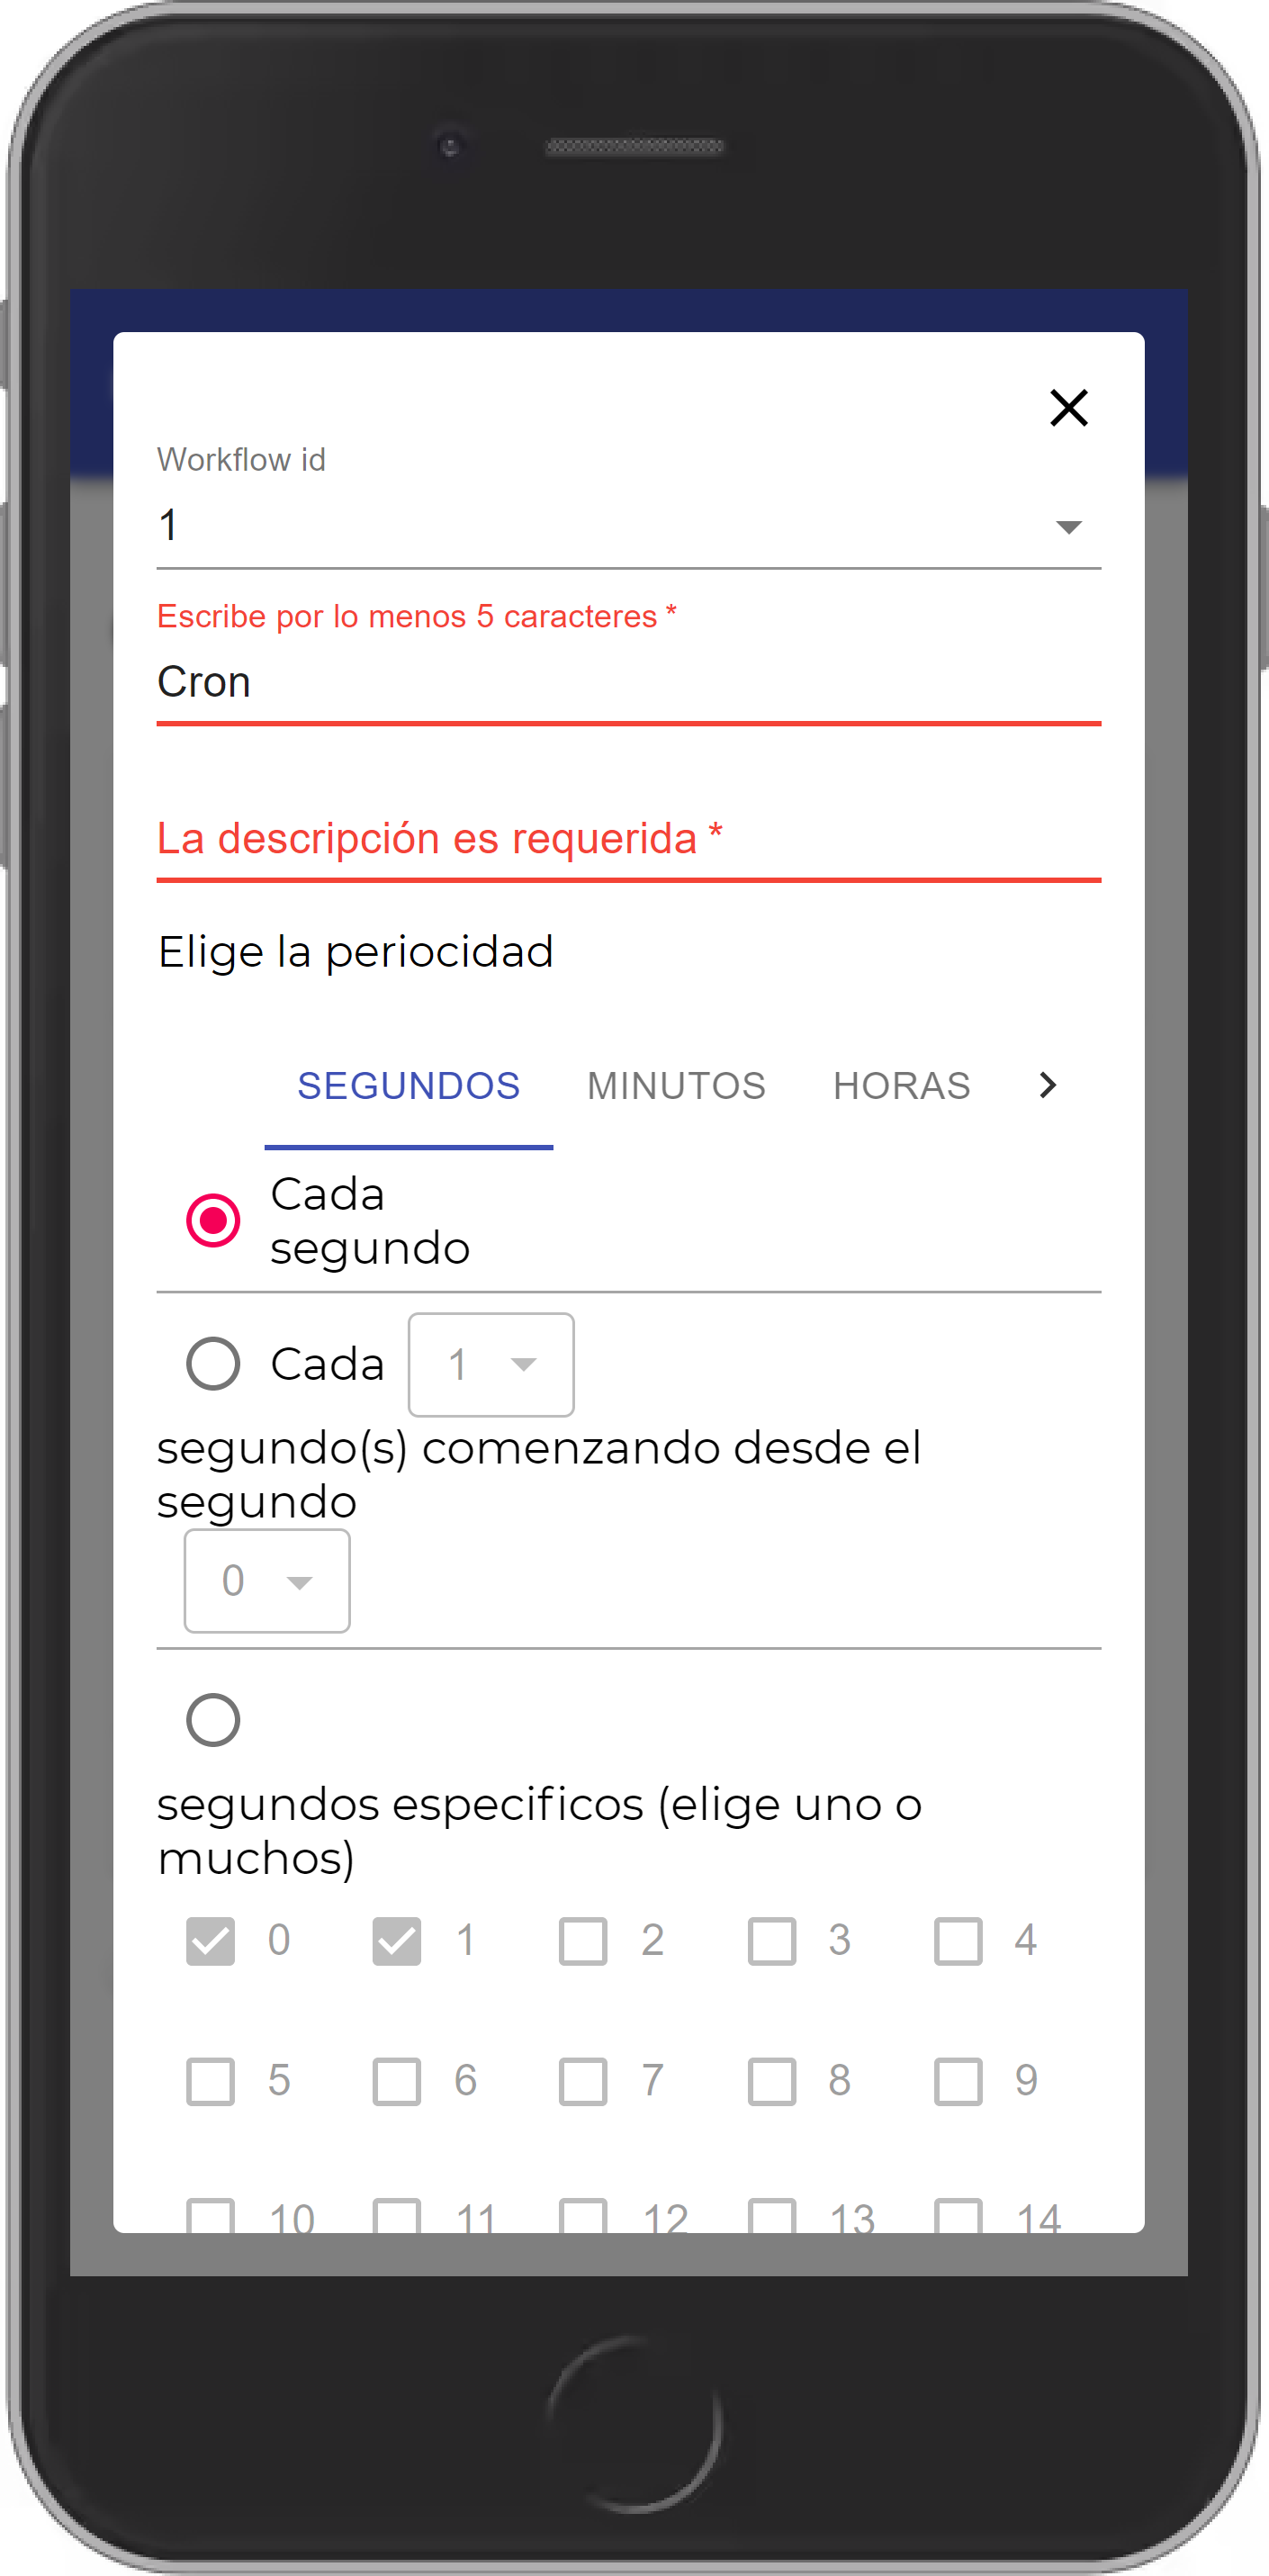 Workflow id
1
Escribe por lo menos 5 caracteres *
Cron
La descripción es requerida *
Elige la periocidad
SEGUNDOS MINUTOS HORAS
Cada
segundo
Cada 1
segundo(s) comenzando desde el
segundo
0
segundos especificos (elige uno o
muchos)
0 1 2 3 4
5 6 7 8 9
10 11 12 13 14